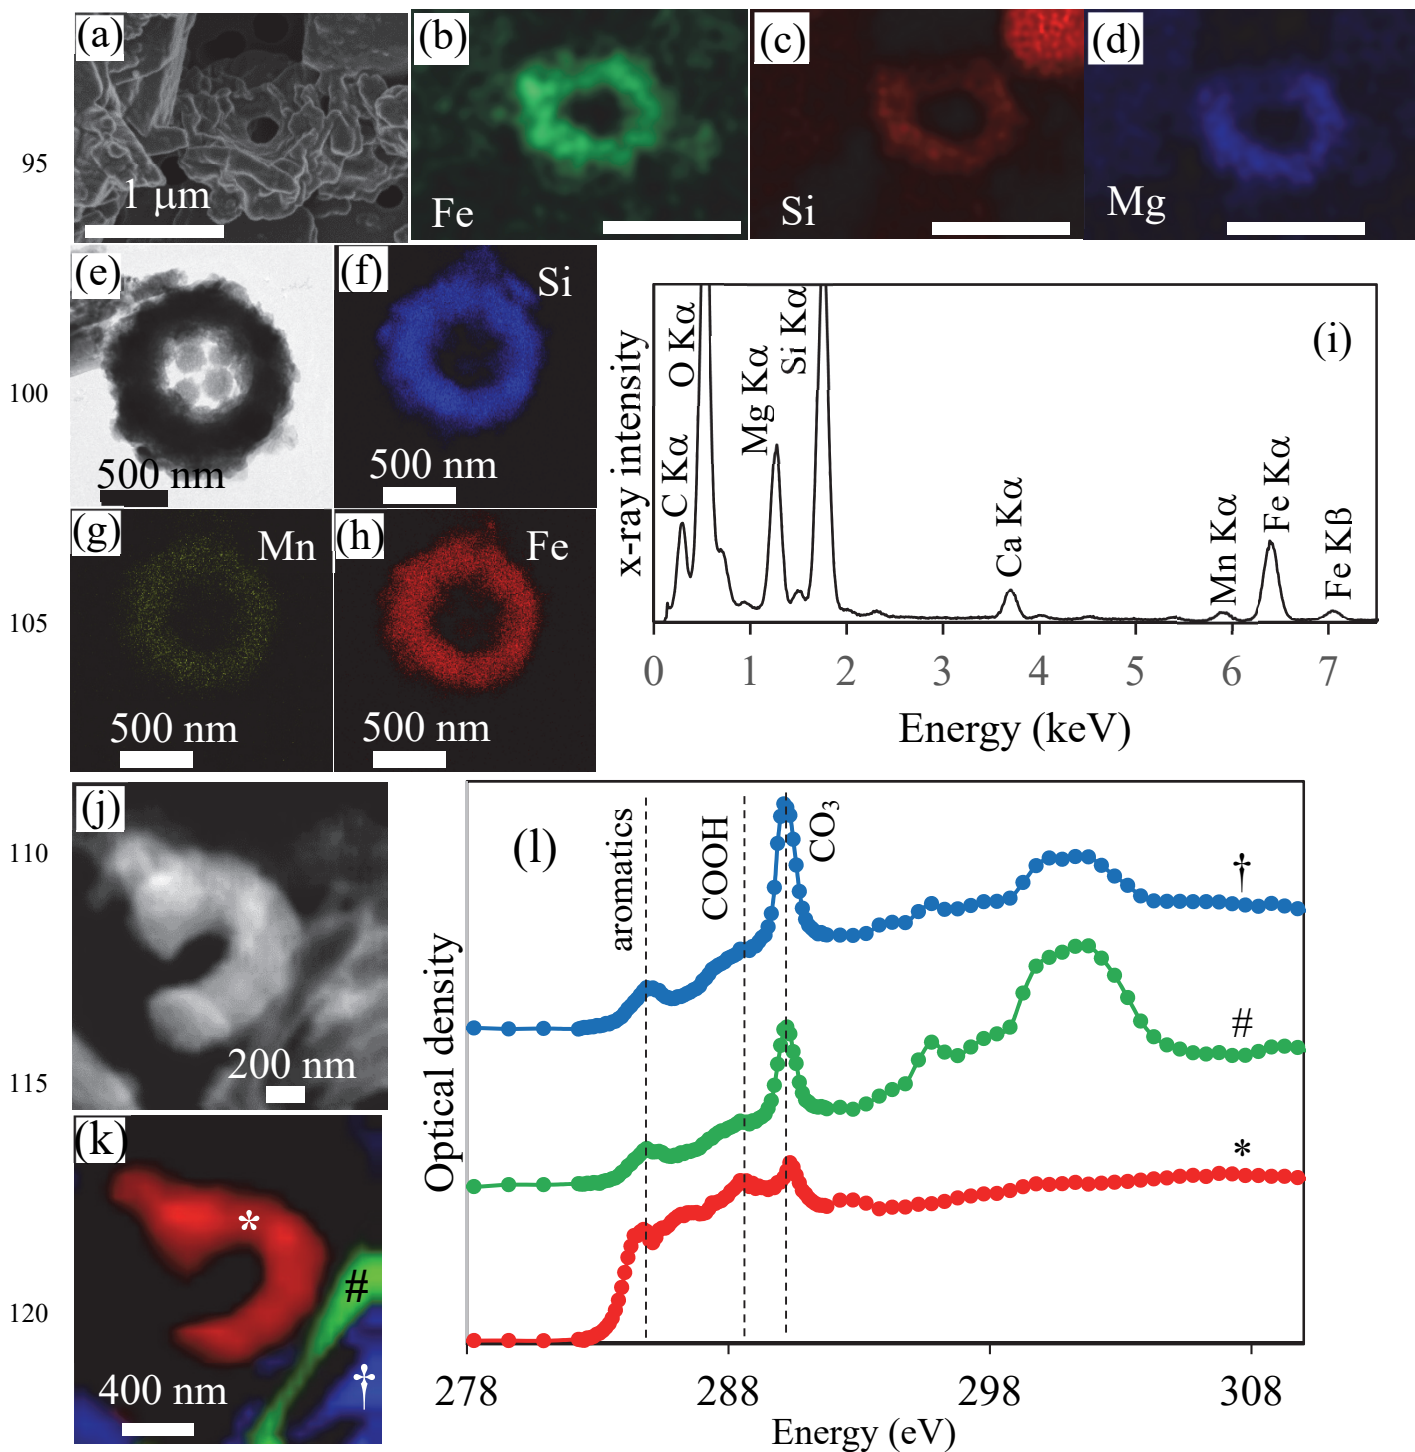 (a)
1 μm
(b)
Fe
(c)
Si
(d)
Mg
95
(e)
500 nm
(f)
Si
500 nm
100
(g)
Mn
500 nm
(h)
Fe
500 nm
105
(i)
x-ray intensity
C Kα
O Kα
Mg Kα
Si Kα
Ca Kα
Mn Kα
Fe Kα
Fe Kß
0 1 2 3 4 5 6 7
Energy (keV)
(j)
200 nm
110
115
(k)
*
#
†
400 nm
120
(l)
Optical density
aromatics
COOH
CO₃
†
#
*
278 288 298 308
Energy (eV)